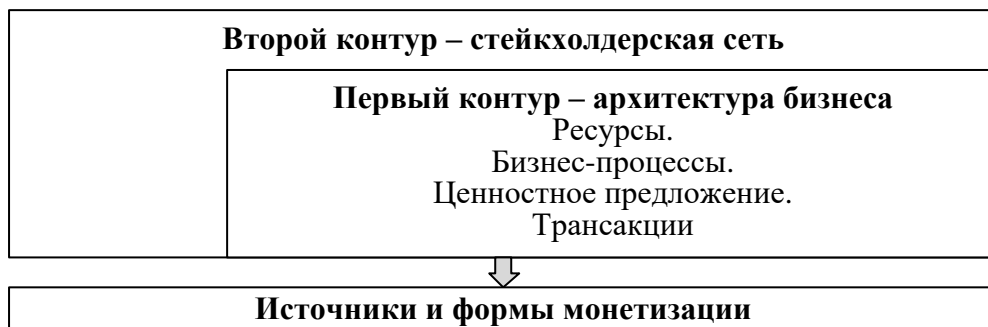 Второй контур – стейкхолдерская сеть
Первый контур – архитектура бизнеса
Ресурсы.
Бизнес-процессы.
Ценностное предложение.
Трансакции
Источники и формы монетизации